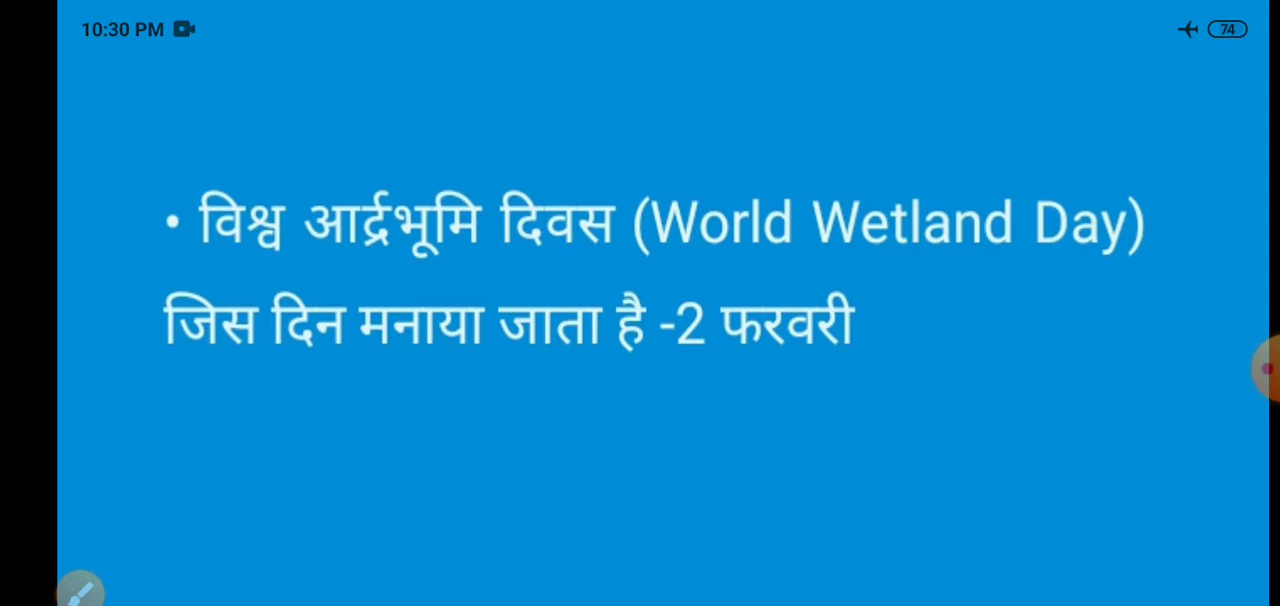 10:30 PM
74
• विश्व आर्द्रभूमि दिवस (World Wetland Day)
जिस दिन मनाया जाता है -2 फरवरी